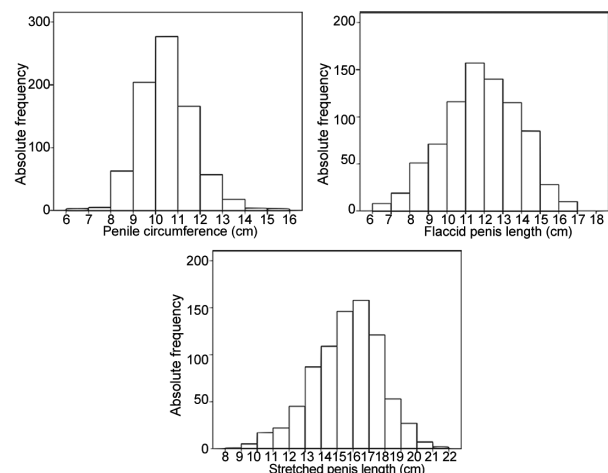 300
200
100
0
Absolute frequency
6 7 8 9 10 11 12 13 14 15 16
Penile circumference (cm)
200
150
100
50
0
Absolute frequency
6 7 8 9 10 11 12 13 14 15 16 17 18
Flaccid penis length (cm)
200
150
100
50
0
Absolute frequency
8 9 10 11 12 13 14 15 16 17 18 19 20 21 22
Stretched penis length (cm)